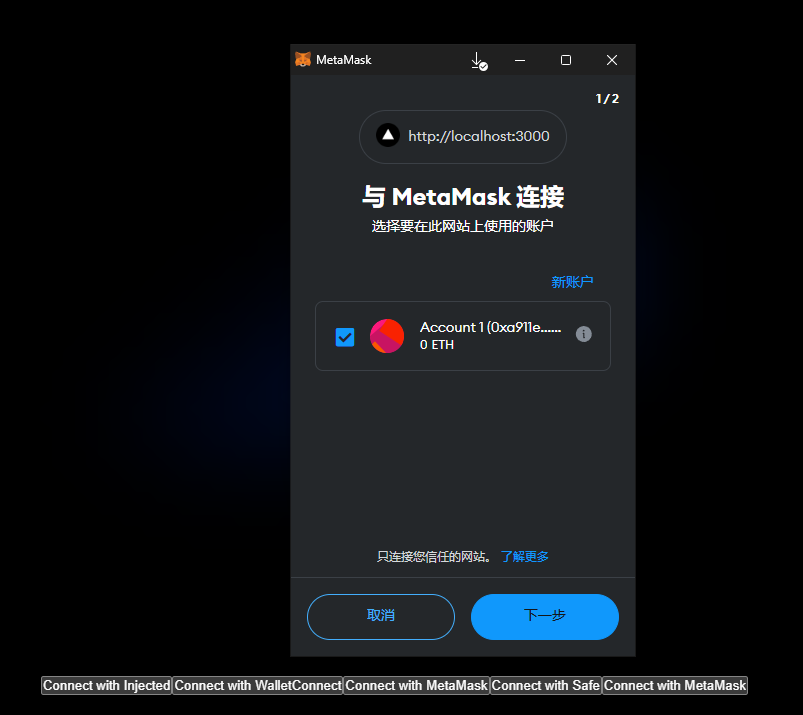 MetaMask
1/2
http://localhost:3000
与 MetaMask 连接
选择要在此网站上使用的账户
新账户
Account 1 (0xa911e......
0 ETH
只连接您信任的网站。 了解更多
取消 下一步
Connect with Injected Connect with WalletConnect Connect with MetaMask Connect with Safe Connect with MetaMask